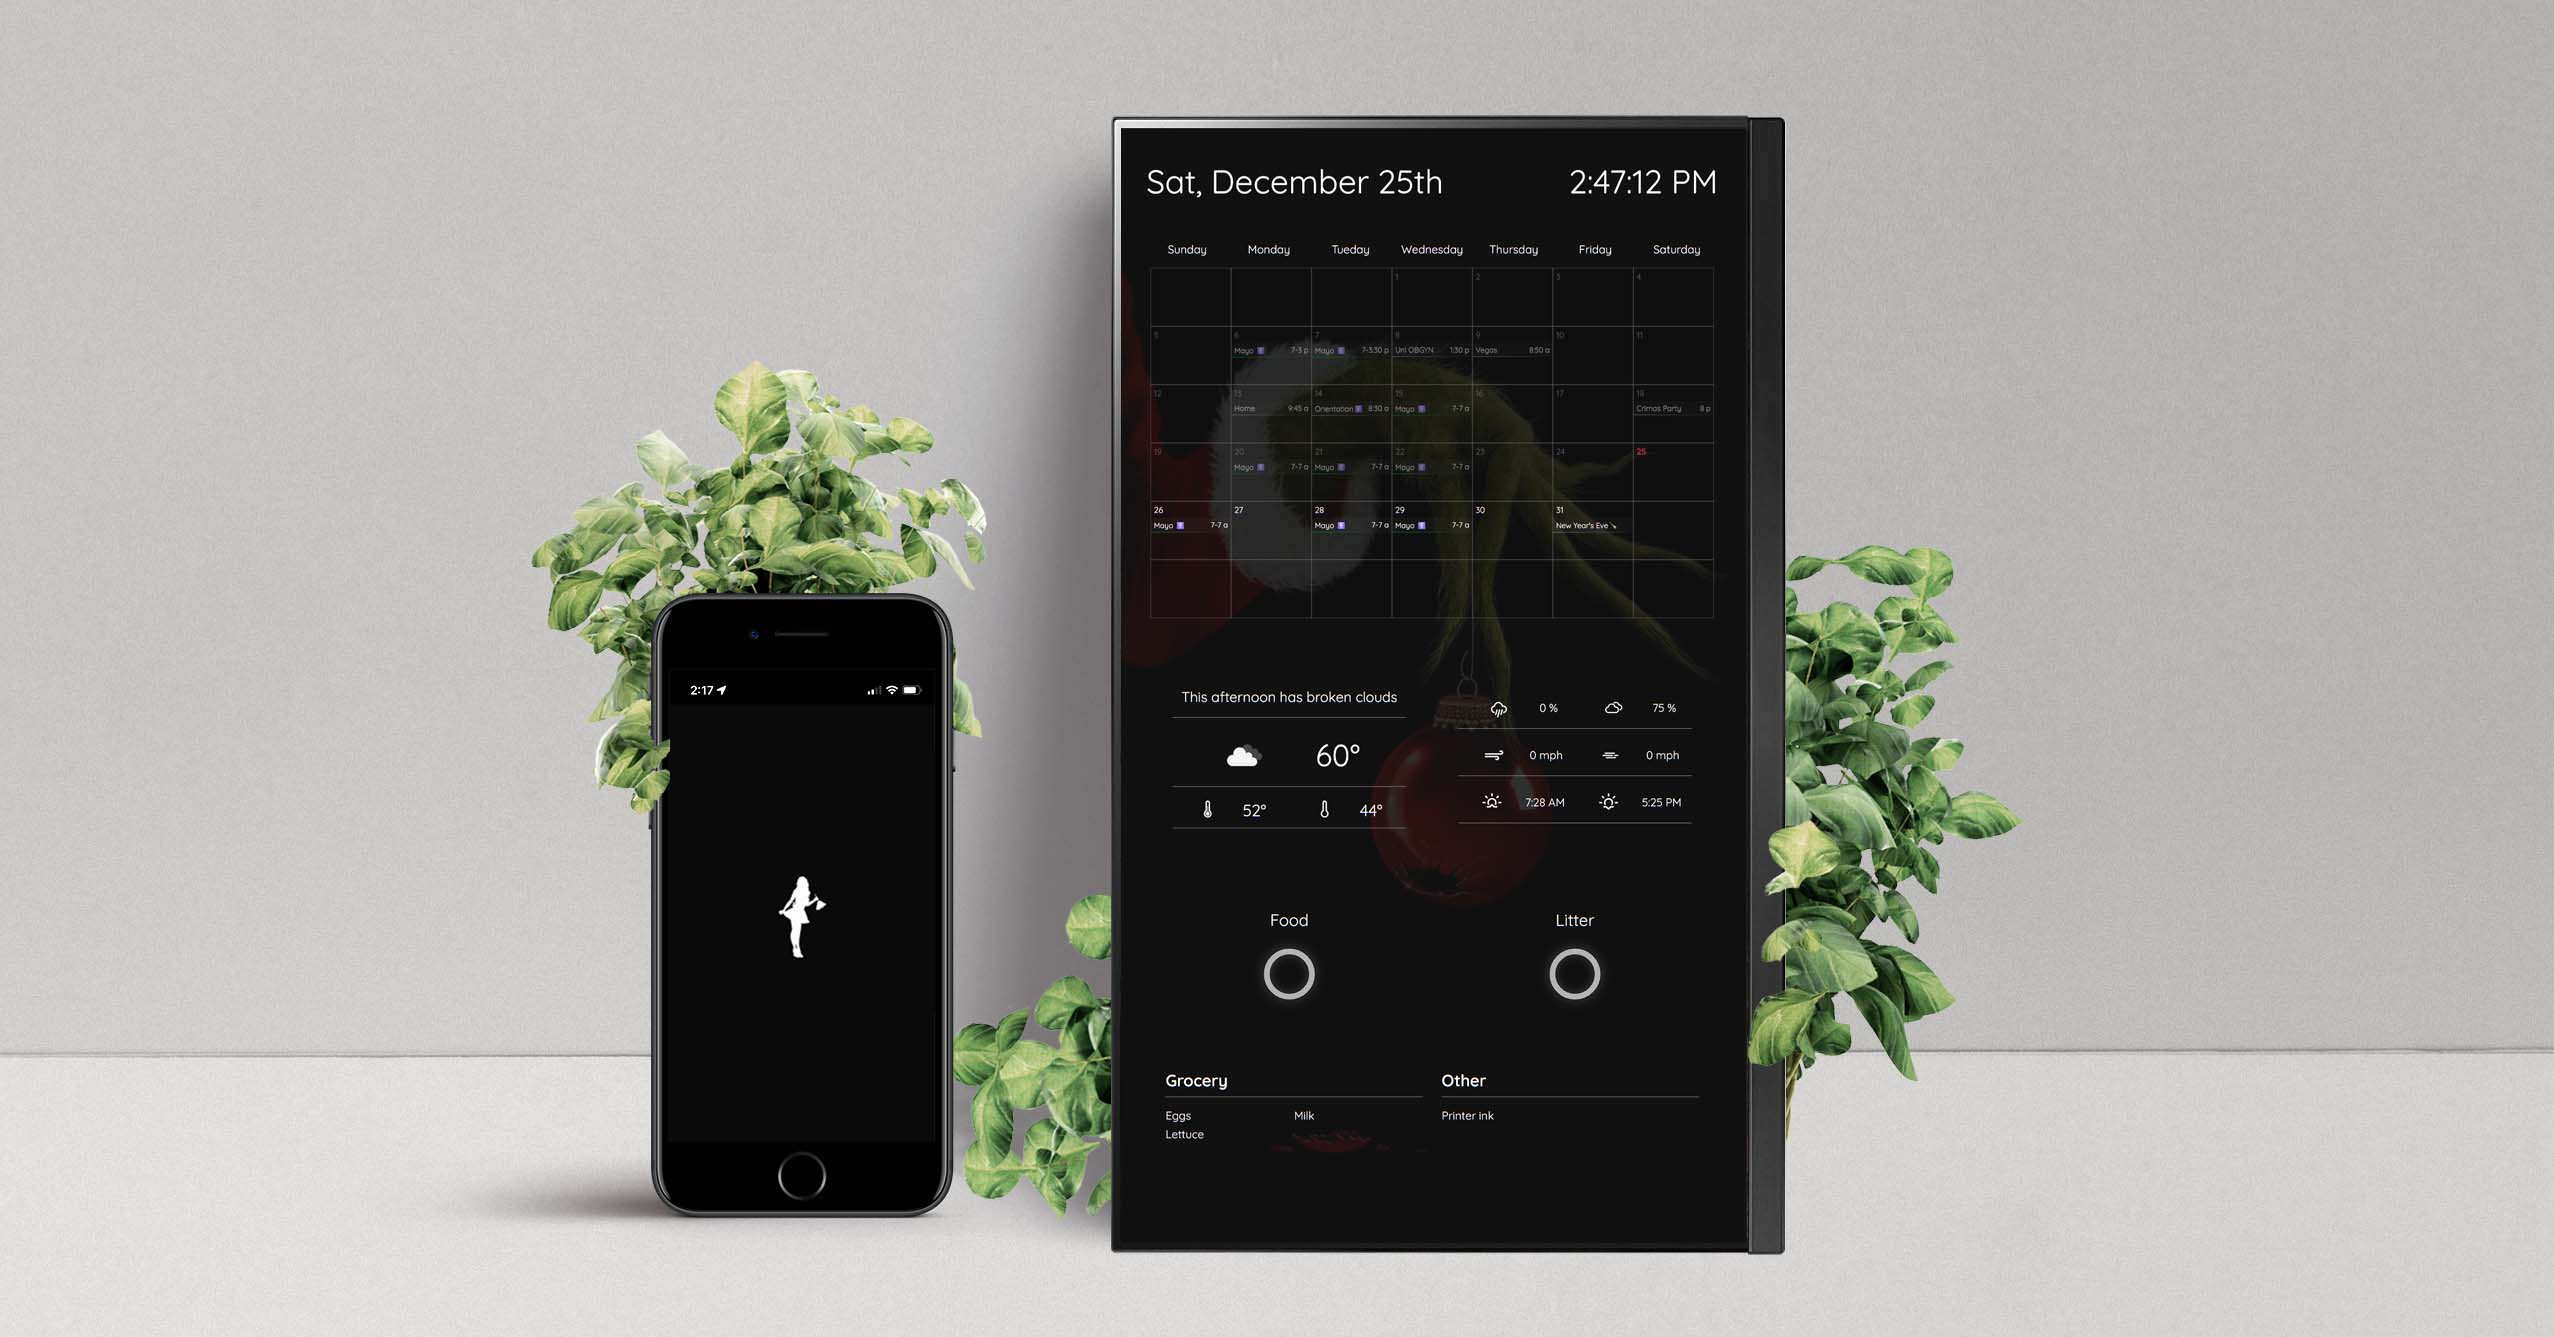 2:17
Sat, December 25th 2:47:12 PM
Sunday Monday Tueday Wednesday Thursday Friday Saturday
1 2 3 4
5 6 7 8 9 10 11
Mayo 7-3 p Mayo 7-3:30 p Uni OBGYN 1:30 p Vegas 8:50 a
12 13 14 15 16 17 18
Home 9:45 a Orientation 8:30 a Mayo 7-7 a Crimas Party 8 p
19 20 21 22 23 24 25
Mayo 7-7 a Mayo 7-7 a Mayo 7-7 a
26 27 28 29 30 31
Mayo 7-7 a Mayo 7-7 a Mayo 7-7 a New Year's Eve
This afternoon has broken clouds
60°
52° 44°
0 % 75 %
0 mph 0 mph
7:28 AM 5:25 PM
Food Litter
Grocery
Eggs Milk
Lettuce
Other
Printer ink